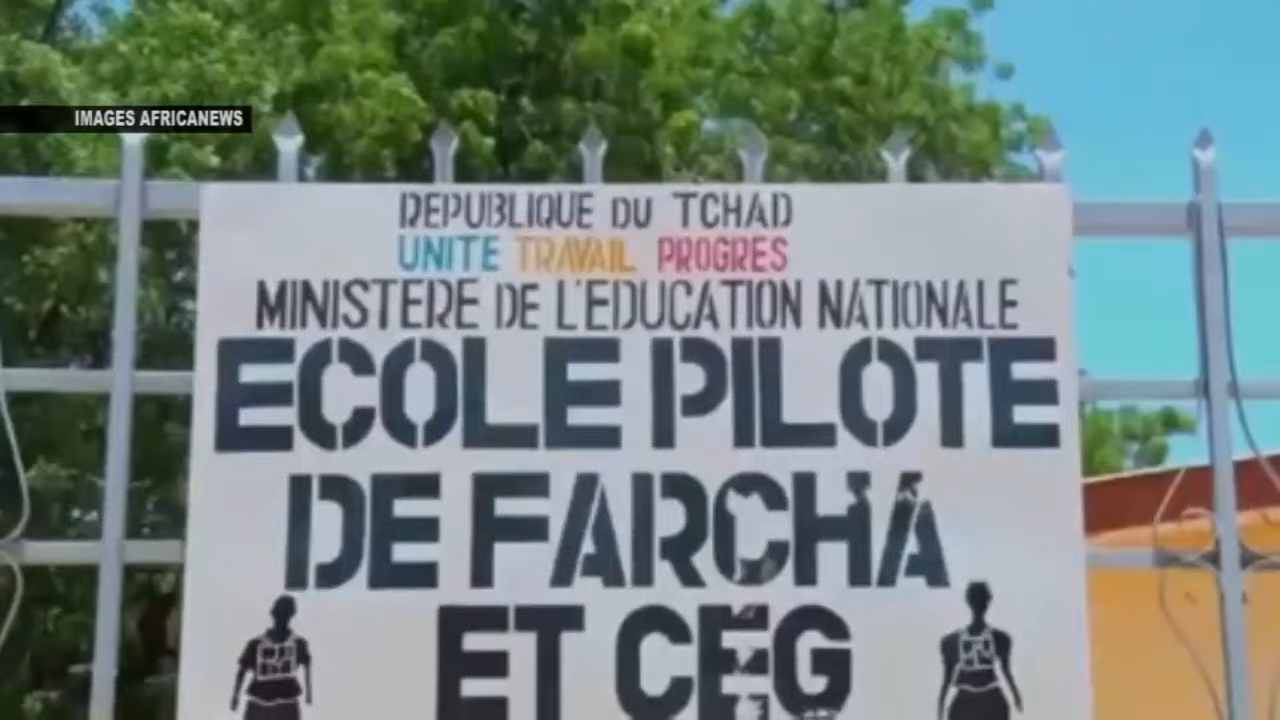 IMAGES AFRICANEWS
REPUBLIQUE DU TCHAD
UNITE TRAVAIL PROGRES
MINISTERE DE L'EDUCATION NATIONALE
ECOLE PILOTE
DE FARCHA
ET CEG